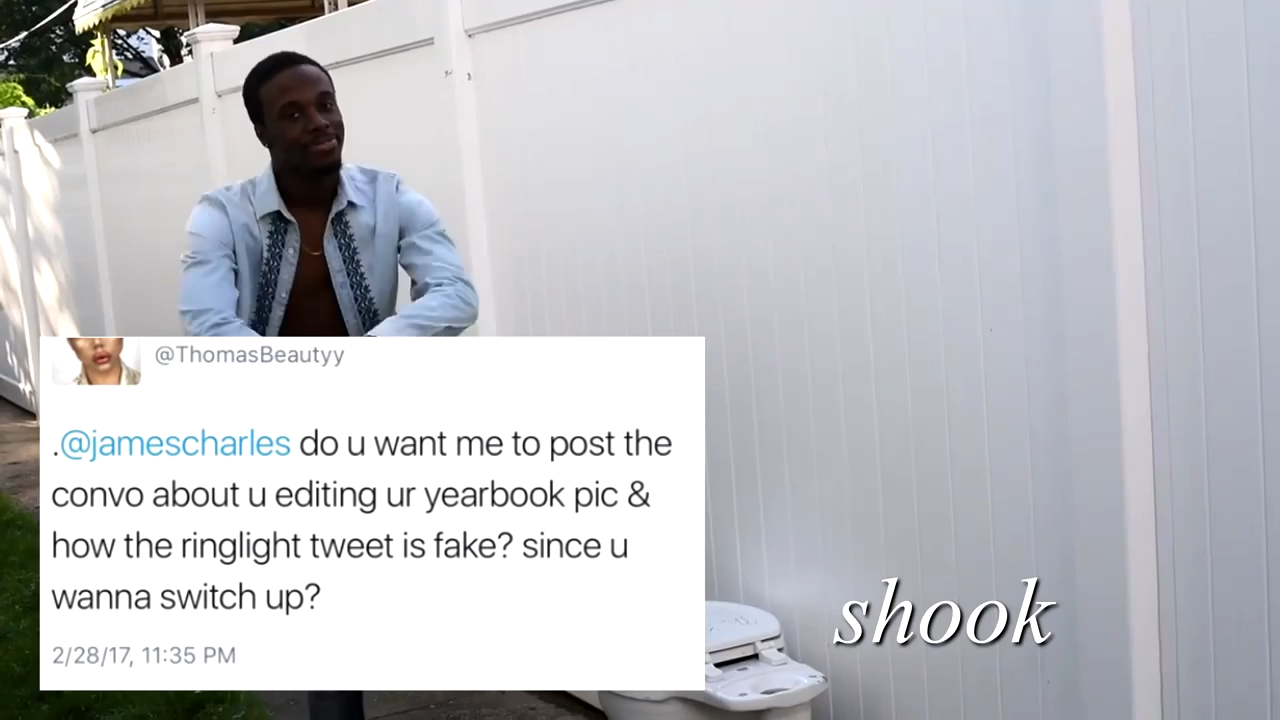 @ThomasBeautyy
.@jamescharles do u want me to post the
convo about u editing ur yearbook pic &
how the ringlight tweet is fake? since u
wanna switch up?
2/28/17, 11:35 PM
shook